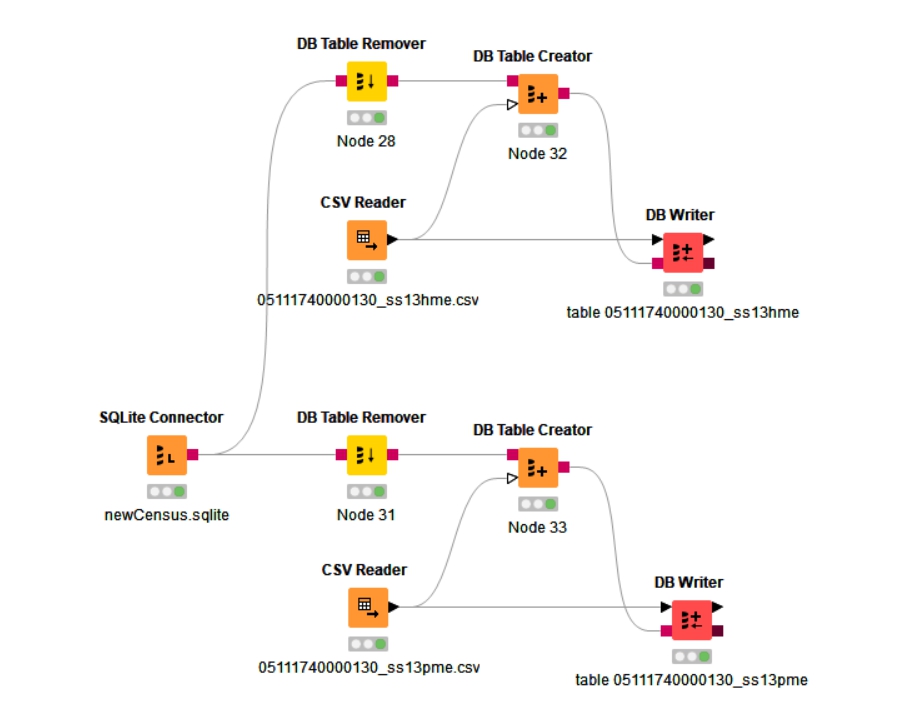 DB Table Remover
DB Table Creator
Node 28
Node 32
CSV Reader
DB Writer
05111740000130_ss13hme.csv
table 05111740000130_ss13hme
SQLite Connector
DB Table Remover
DB Table Creator
newCensus.sqlite
Node 31
Node 33
CSV Reader
DB Writer
05111740000130_ss13pme.csv
table 05111740000130_ss13pme